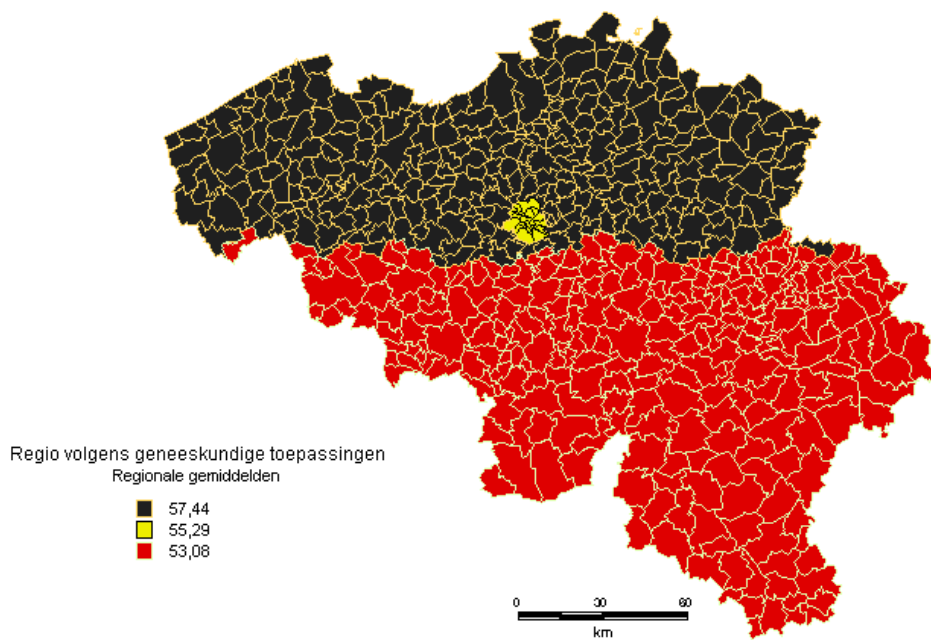 Regio volgens geneeskundige toepassingen
Regionale gemiddelden
57,44
55,29
53,08
0 30 60
km